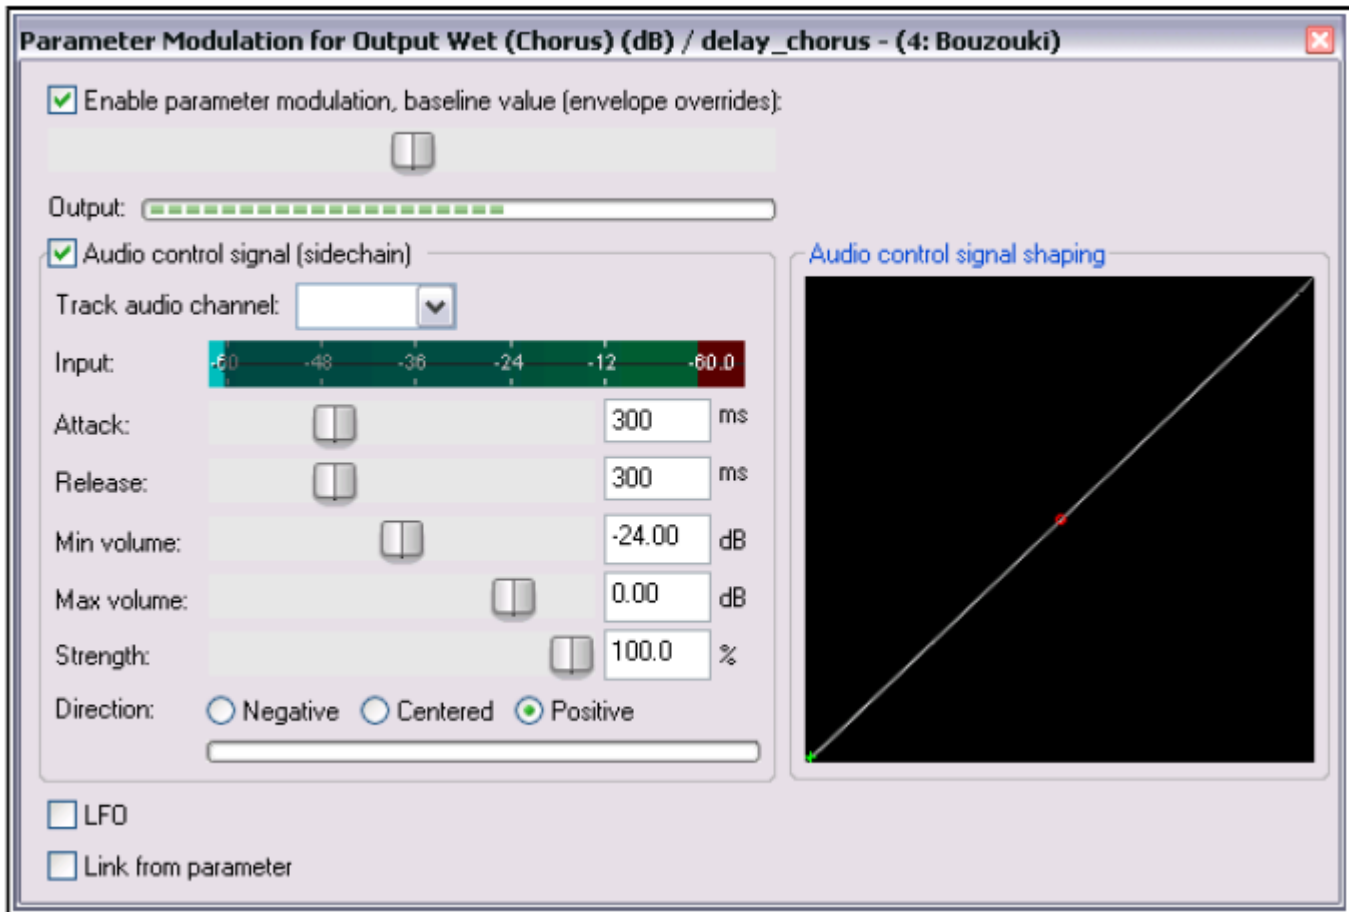 Parameter Modulation for Output Wet (Chorus) (dB) / delay_chorus - (4: Bouzouki)
Enable parameter modulation, baseline value (envelope overrides):
Output:
Audio control signal (sidechain)
Audio control signal shaping
Track audio channel:
Input: -60 -48 -36 -24 -12 -60.0
Attack: 300 ms
Release: 300 ms
Min volume: -24.00 dB
Max volume: 0.00 dB
Strength: 100.0 %
Direction: Negative Centered Positive
LFO
Link from parameter